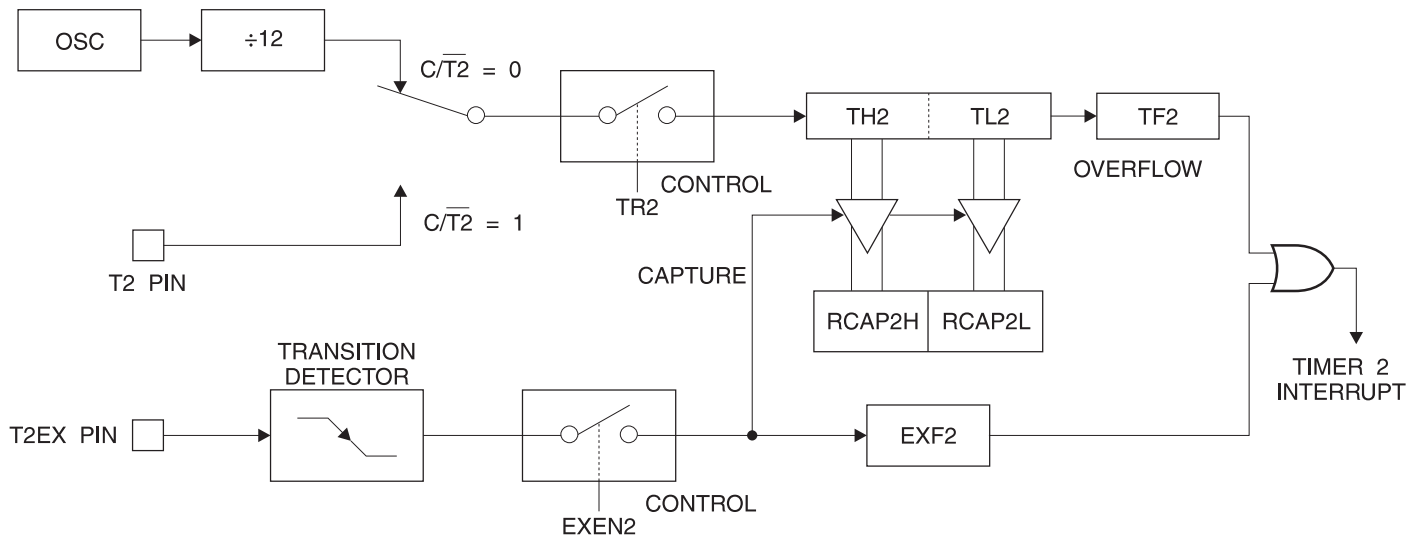 OSC
÷12
C/T2̅ = 0
TH2
TL2
TF2
OVERFLOW
CONTROL
TR2
C/T2̅ = 1
T2 PIN
CAPTURE
RCAP2H
RCAP2L
TRANSITION
DETECTOR
TIMER 2
INTERRUPT
T2EX PIN
EXF2
CONTROL
EXEN2